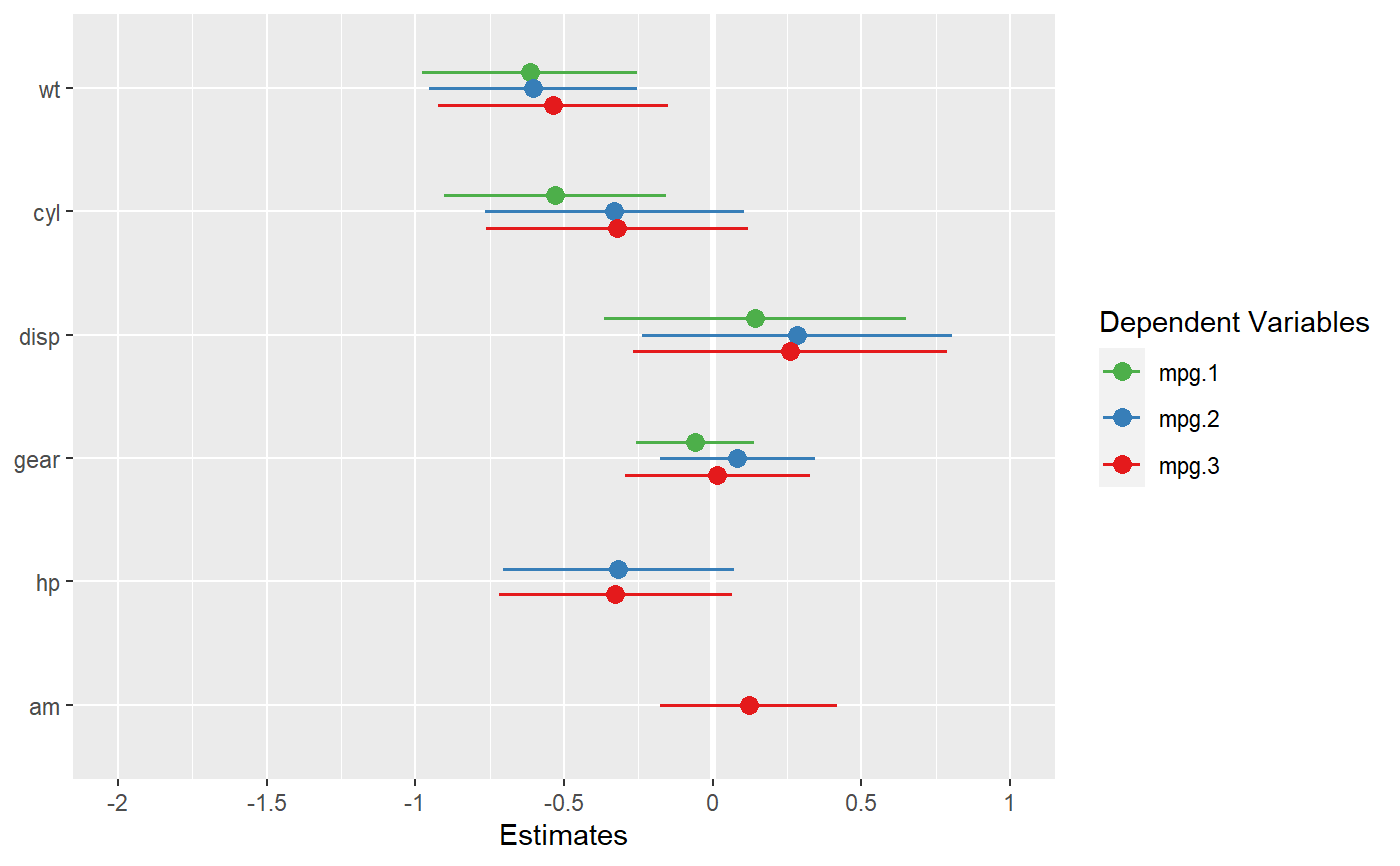 wt
cyl
disp
gear
hp
am
-2 -1.5 -1 -0.5 0 0.5 1
Estimates
Dependent Variables
mpg.1
mpg.2
mpg.3